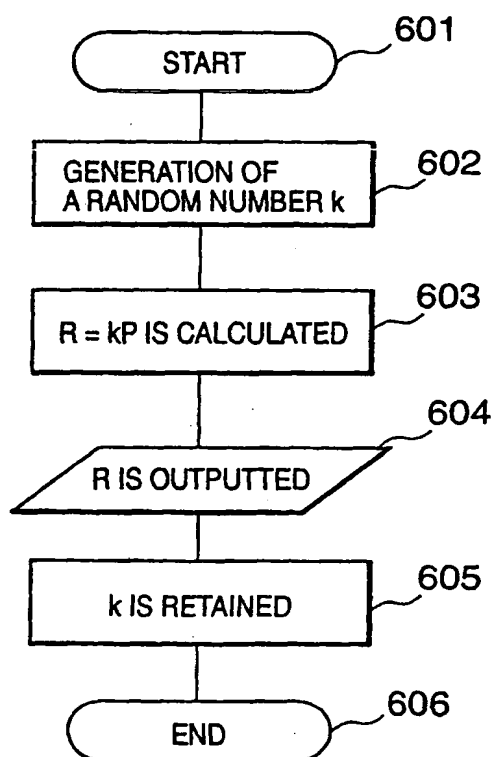 601
START
602
GENERATION OF
A RANDOM NUMBER k
603
R = kP IS CALCULATED
604
R IS OUTPUTTED
605
k IS RETAINED
606
END